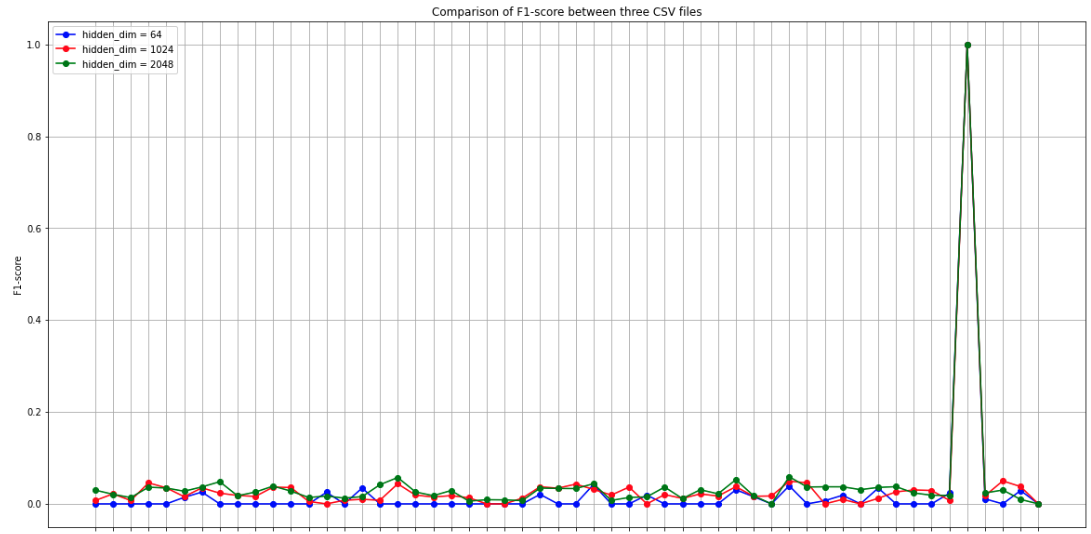 Comparison of F1-score between three CSV files
hidden_dim = 64
hidden_dim = 1024
hidden_dim = 2048
1.0
0.8
0.6
0.4
0.2
0.0
F1-score